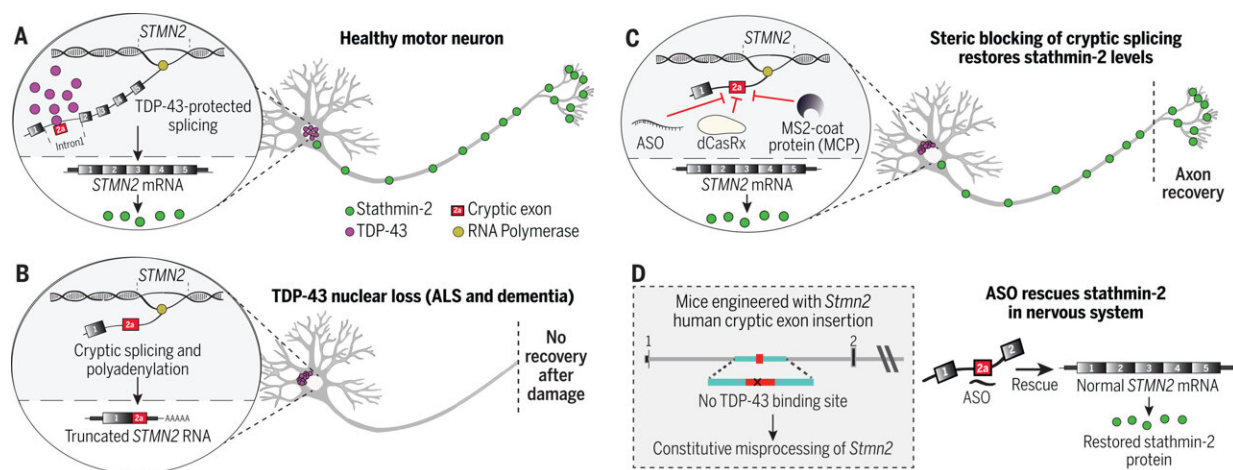 A
STMN2
Healthy motor neuron
TDP-43-protected
splicing
1
2a
2
3
4
5
Intron1
1 2 3 4 5
STMN2 mRNA
Stathmin-2
TDP-43
2a Cryptic exon
RNA Polymerase
B
STMN2
TDP-43 nuclear loss (ALS and dementia)
1
2a
Cryptic splicing and
polyadenylation
1 2a AAAAA
Truncated STMN2 RNA
No
recovery
after
damage
C
STMN2
Steric blocking of cryptic splicing
restores stathmin-2 levels
1
2a
ASO
dCasRx
MS2-coat
protein (MCP)
1 2 3 4 5
STMN2 mRNA
Axon
recovery
D
Mice engineered with Stmn2
human cryptic exon insertion
1
2
No TDP-43 binding site
Constitutive misprocessing of Stmn2
ASO rescues stathmin-2
in nervous system
1
2a
2
ASO
Rescue
1 2 3 4 5
Normal STMN2 mRNA
Restored stathmin-2
protein